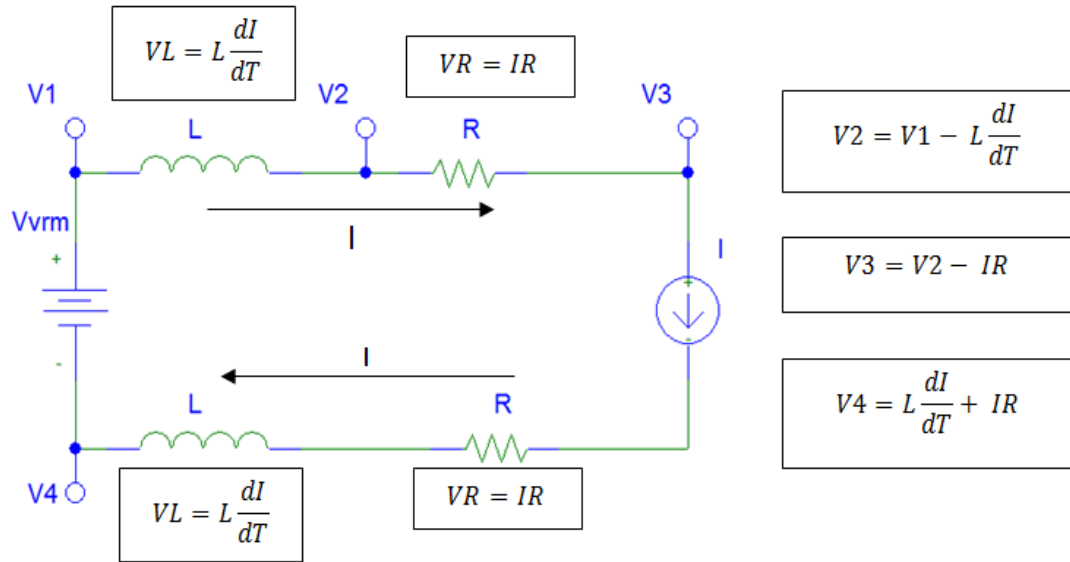 VL = L dI/dT
VR = IR
V1
V2
V3
L
R
V2 = V1 − L dI/dT
Vvrm
I
+
I
+
V3 = V2 − IR
-
-
I
V4 = L dI/dT + IR
L
R
V4
VL = L dI/dT
VR = IR